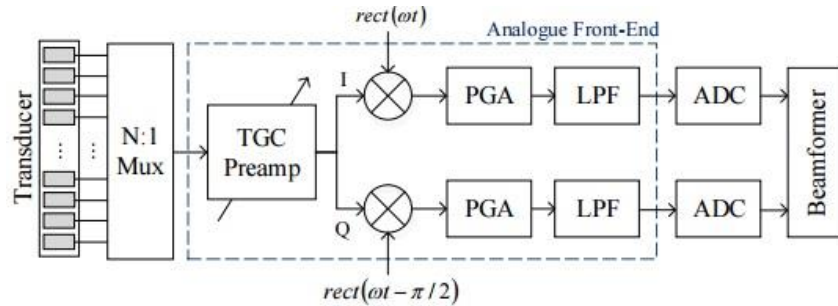 rect(ωt)
Analogue Front-End
Transducer
N:1
Mux
TGC
Preamp
I
PGA
LPF
ADC
Q
PGA
LPF
ADC
Beamformer
rect(ωt − π / 2)